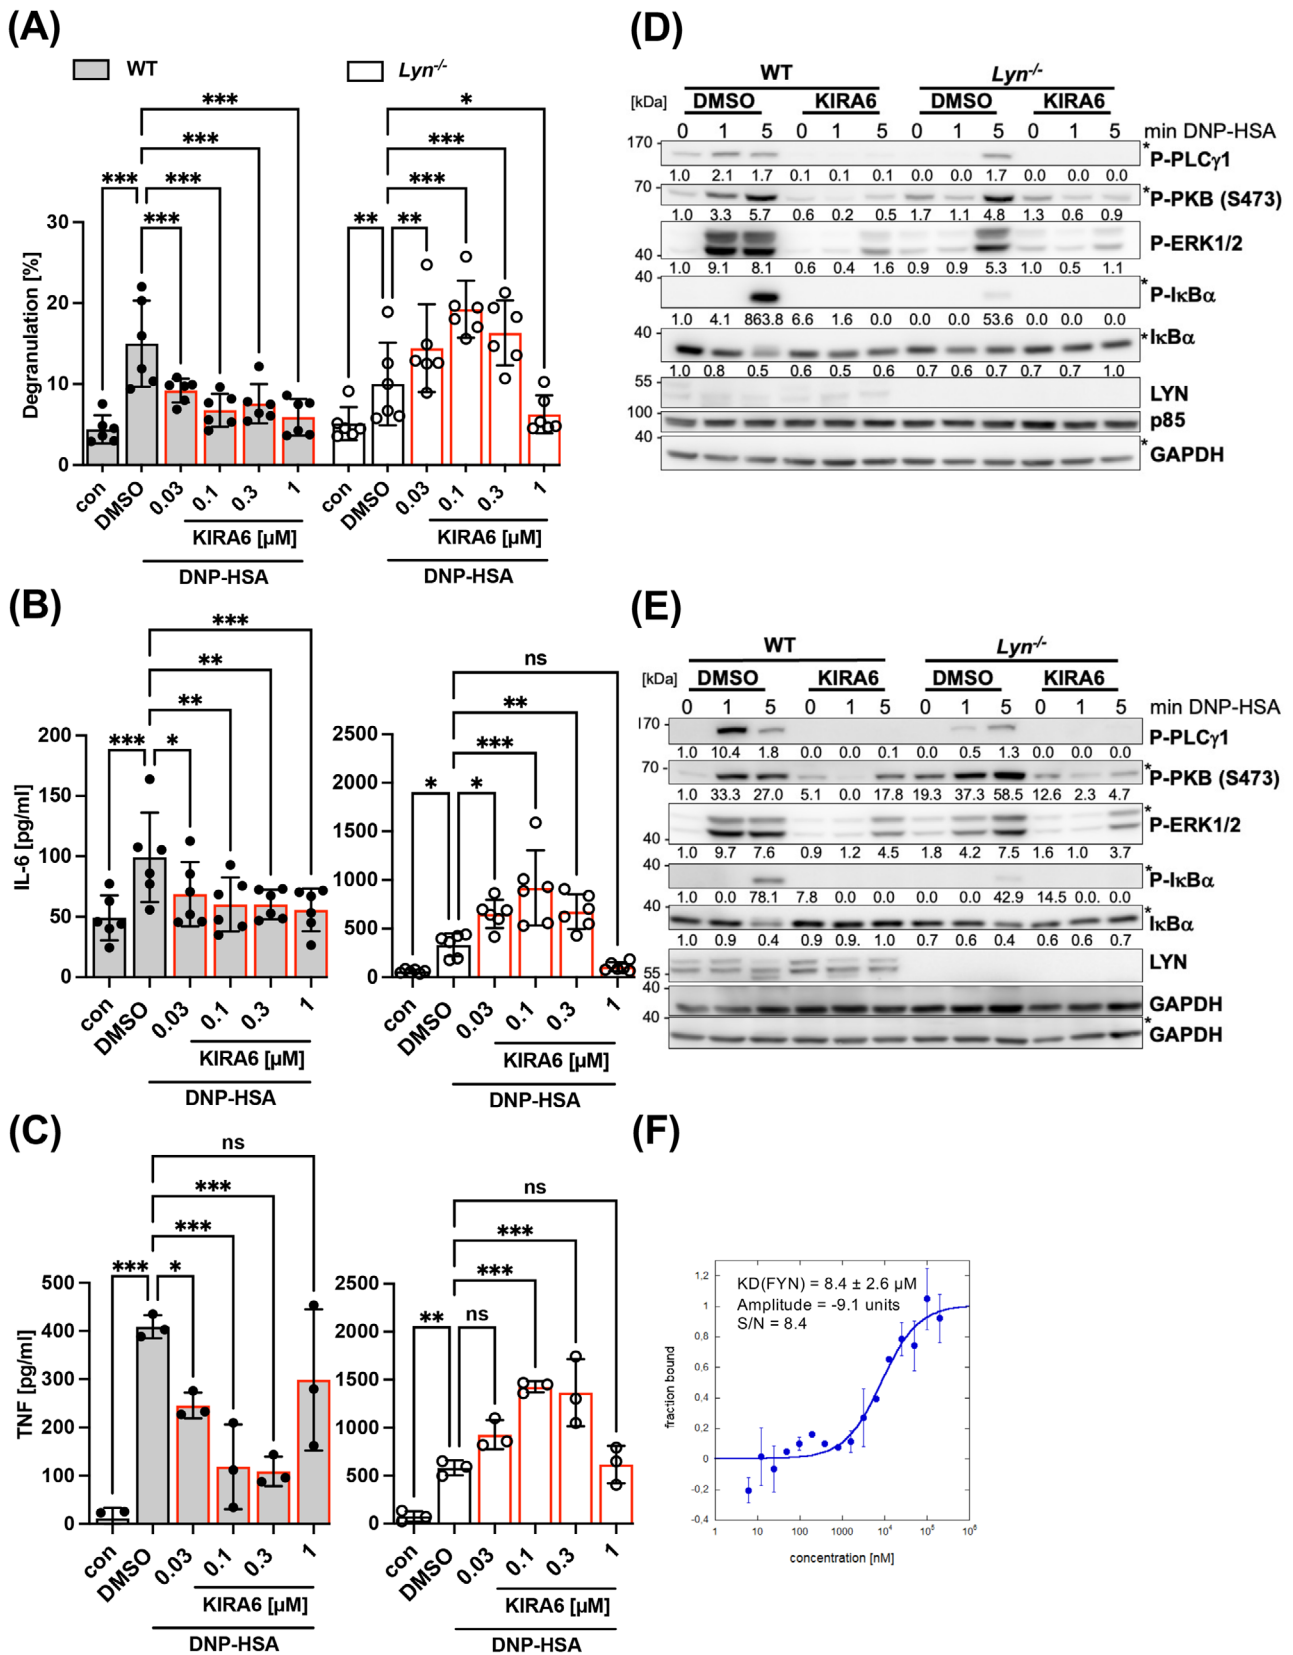 (A)
WT
Lyn-/-
***
***
***
***
***
*
***
***
**
**
Degranulation [%]
30
20
10
0
con
DMSO
0.03
0.1
0.3
1
KIRA6 [µM]
DNP-HSA
con
DMSO
0.03
0.1
0.3
1
KIRA6 [µM]
DNP-HSA
(B)
***
**
**
***
*
IL-6 [pg/ml]
200
150
100
50
0
con
DMSO
0.03
0.1
0.3
1
KIRA6 [µM]
DNP-HSA
ns
**
***
*
*
2500
2000
1500
1000
500
0
con
DMSO
0.03
0.1
0.3
1
KIRA6 [µM]
DNP-HSA
(C)
ns
***
***
***
*
TNF [pg/ml]
500
400
300
200
100
0
con
DMSO
0.03
0.1
0.3
1
KIRA6 [µM]
DNP-HSA
ns
***
***
**
ns
2500
2000
1500
1000
500
0
con
DMSO
0.03
0.1
0.3
1
KIRA6 [µM]
DNP-HSA
(D)
WT Lyn-/-
[kDa] DMSO KIRA6 DMSO KIRA6
0 1 5 0 1 5 0 1 5 0 1 5 min DNP-HSA
170 * P-PLCγ1
1.0 2.1 1.7 0.1 0.1 0.1 0.0 0.0 1.7 0.0 0.0 0.0
70 * P-PKB (S473)
1.0 3.3 5.7 0.6 0.2 0.5 1.7 1.1 4.8 1.3 0.6 0.9
40 P-ERK1/2
1.0 9.1 8.1 0.6 0.4 1.6 0.9 0.9 5.3 1.0 0.5 1.1
40 * P-IκBα
1.0 4.1 863.8 6.6 1.6 0.0 0.0 0.0 53.6 0.0 0.0 0.0
40 * IκBα
1.0 0.8 0.5 0.6 0.5 0.6 0.7 0.6 0.7 0.7 0.7 1.0
55 LYN
100 p85
40 * GAPDH
(E)
WT Lyn-/-
[kDa] DMSO KIRA6 DMSO KIRA6
0 1 5 0 1 5 0 1 5 0 1 5 min DNP-HSA
170 P-PLCγ1
1.0 10.4 1.8 0.0 0.0 0.1 0.0 0.5 1.3 0.0 0.0 0.0
70 * P-PKB (S473)
1.0 33.3 27.0 5.1 0.0 17.8 19.3 37.3 58.5 12.6 2.3 4.7
40 * P-ERK1/2
1.0 9.7 7.6 0.9 1.2 4.5 1.8 4.2 7.5 1.6 1.0 3.7
40 * P-IκBα
1.0 0.0 78.1 7.8 0.0 0.0 0.0 0.0 42.9 14.5 0.0. 0.0
40 * IκBα
1.0 0.9 0.4 0.9 0.9. 1.0 0.7 0.6 0.4 0.6 0.6 0.7
55 LYN
40 GAPDH
40 * GAPDH
(F)
KD(FYN) = 8.4 ± 2.6 µM
Amplitude = -9.1 units
S/N = 8.4
fraction bound
1,2
1
0,8
0,6
0,4
0,2
0
-0,2
-0,4
1 10 100 1000 10⁴ 10⁵ 10⁶
concentration [nM]